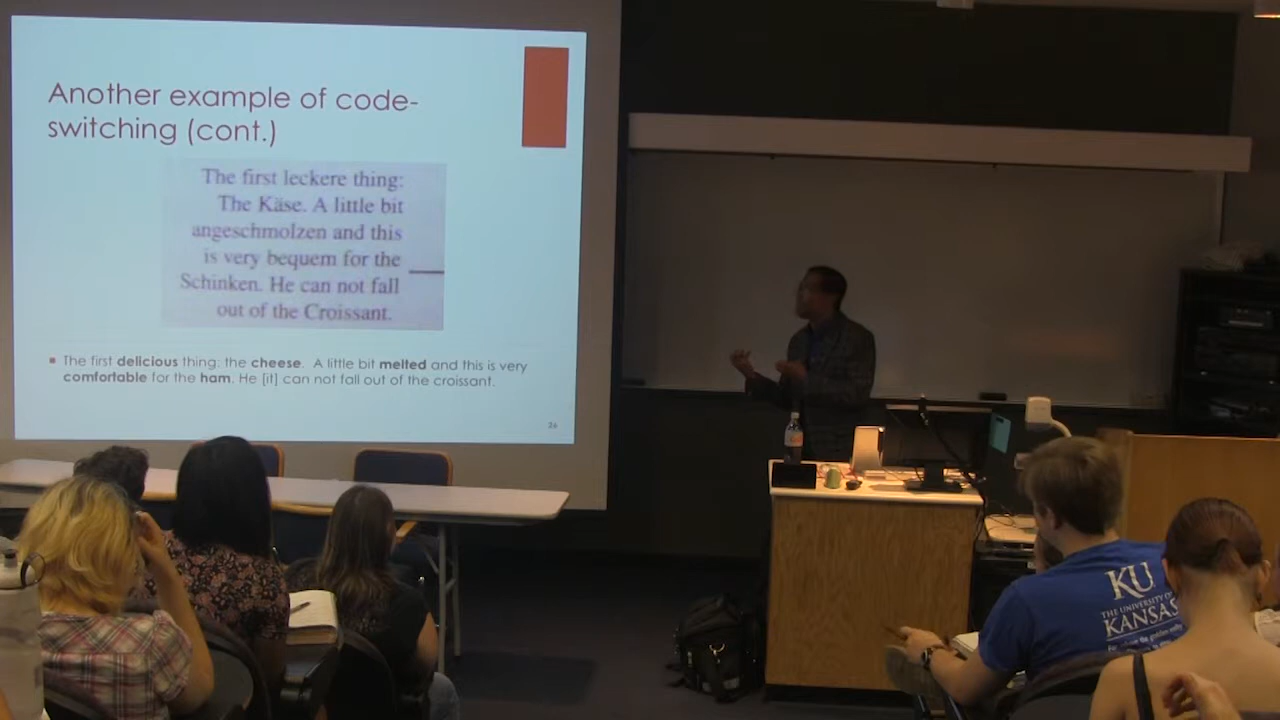 Another example of code-
switching (cont.)
The first leckere thing:
The Käse. A little bit
angeschmolzen and this
is very bequem for the
Schinken. He can not fall
out of the Croissant.
The first delicious thing: the cheese. A little bit melted and this is very
comfortable for the ham. He [it] can not fall out of the croissant.
26
KU
THE UNIVERSITY OF
KANSAS